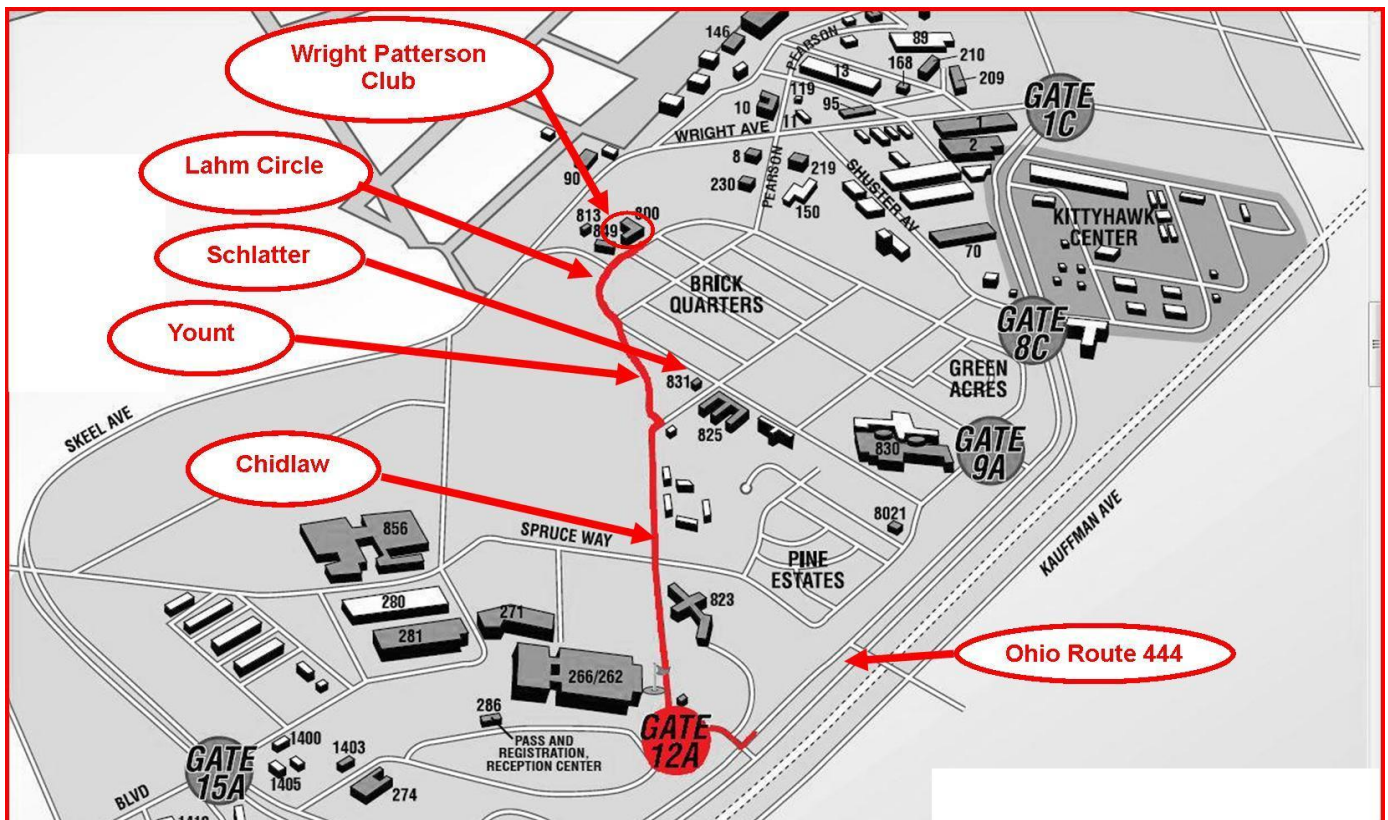 Wright Patterson
Club
Lahm Circle
Schlatter
Yount
Chidlaw
Ohio Route 444
146
PEARSON
89
210
13
168
209
119
10
95
11
GATE
1C
WRIGHT AVE
1
2
8
219
PEARSON
SHUSTER AV
90
230
150
KITTYHAWK
CENTER
813
800
849
70
BRICK
QUARTERS
GATE
8C
GREEN
ACRES
831
825
830
GATE
9A
SKEEL AVE
8021
KAUFFMAN AVE
856
SPRUCE WAY
PINE
ESTATES
280
271
823
281
266/262
286
PASS AND
REGISTRATION,
RECEPTION CENTER
GATE
12A
1400
1403
GATE
15A
1405
274
BLVD